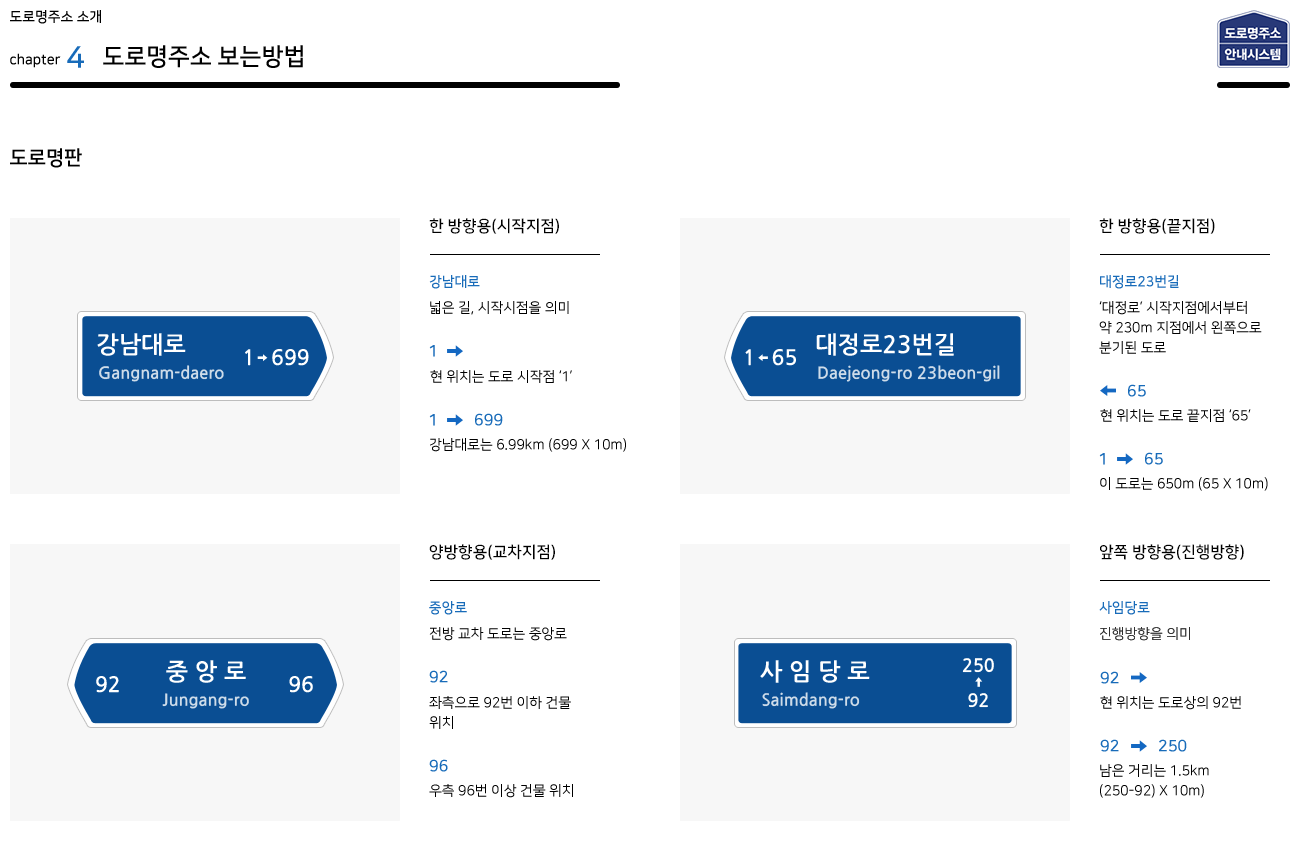 도로명주소 소개
chapter 4 도로명주소 보는방법
도로명주소
안내시스템
도로명판
강남대로
Gangnam-daero
1→699
한 방향용(시작지점)
강남대로
넓은 길, 시작시점을 의미
1 →
현 위치는 도로 시작점 ‘1’
1 → 699
강남대로는 6.99km (699 X 10m)
1←65
대정로23번길
Daejeong-ro 23beon-gil
한 방향용(끝지점)
대정로23번길
‘대정로’ 시작지점에서부터
약 230m 지점에서 왼쪽으로
분기된 도로
← 65
현 위치는 도로 끝지점 ‘65’
1 → 65
이 도로는 650m (65 X 10m)
92
중앙로
Jungang-ro
96
양방향용(교차지점)
중앙로
전방 교차 도로는 중앙로
92
좌측으로 92번 이하 건물
위치
96
우측 96번 이상 건물 위치
사임당로
Saimdang-ro
250
↑
92
앞쪽 방향용(진행방향)
사임당로
진행방향을 의미
92 →
현 위치는 도로상의 92번
92 → 250
남은 거리는 1.5km
(250-92) X 10m)